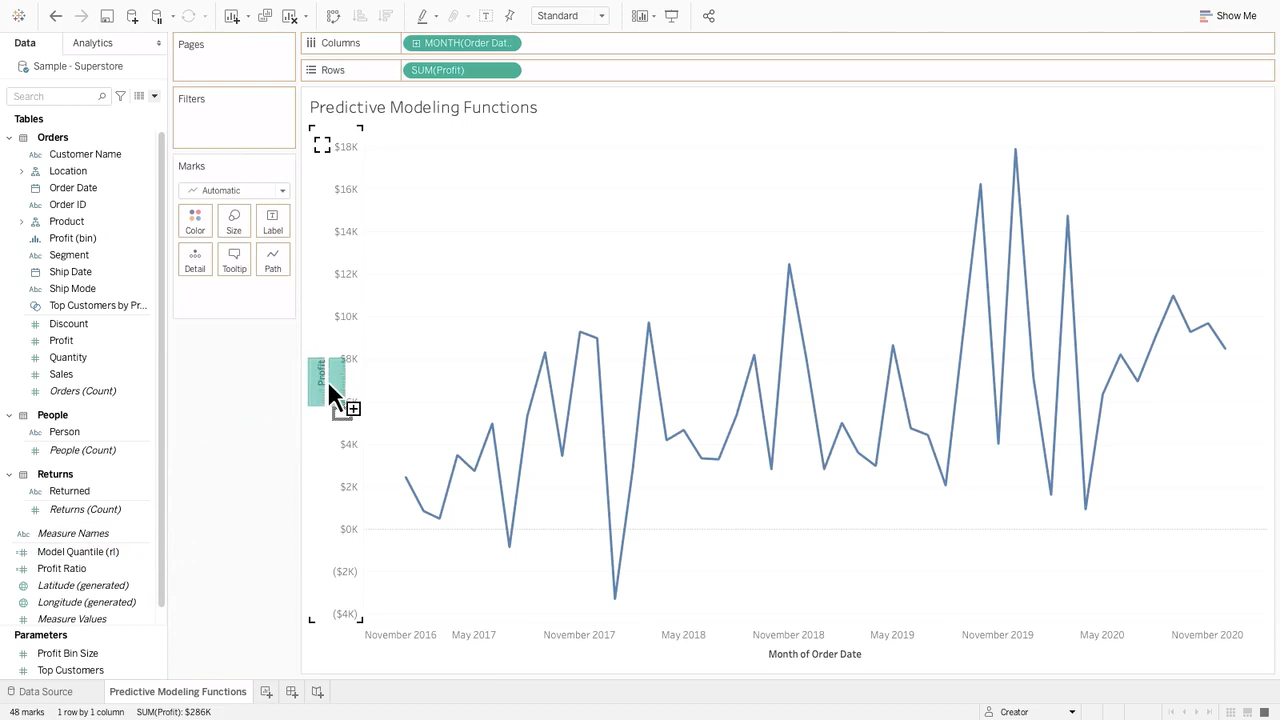 Standard
Show Me
Data
Analytics
Pages
Columns
MONTH(Order Dat..
Rows
SUM(Profit)
Sample - Superstore
Search
Filters
Tables
Orders
Customer Name
Location
Order Date
Order ID
Product
Profit (bin)
Segment
Ship Date
Ship Mode
Top Customers by Pr...
Discount
Profit
Quantity
Sales
Orders (Count)
People
Person
People (Count)
Returns
Returned
Returns (Count)
Measure Names
Model Quantile (rl)
Profit Ratio
Latitude (generated)
Longitude (generated)
Measure Values
Parameters
Profit Bin Size
Top Customers
Marks
Automatic
Color
Size
Label
Detail
Tooltip
Path
Predictive Modeling Functions
$18K
$16K
$14K
$12K
$10K
$8K
$4K
$2K
$0K
($2K)
($4K)
Profit
November 2016
May 2017
November 2017
May 2018
November 2018
May 2019
November 2019
May 2020
November 2020
Month of Order Date
Data Source
Predictive Modeling Functions
48 marks
1 row by 1 column
SUM(Profit): $286K
Creator